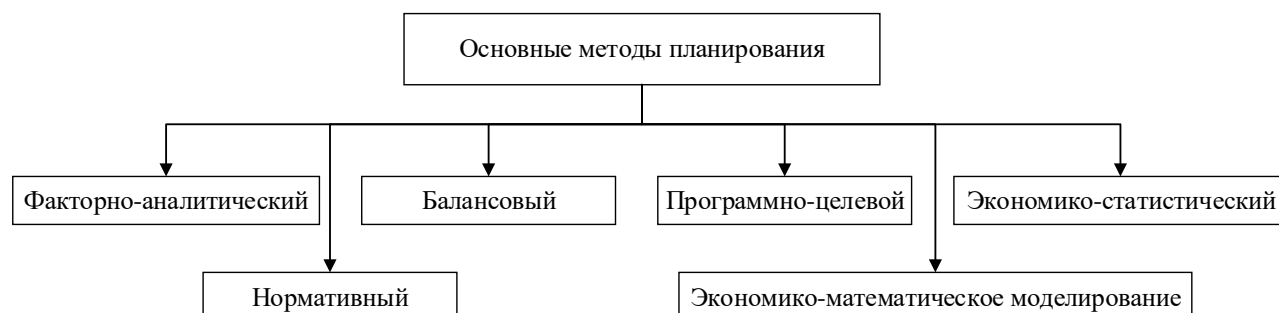 Основные методы планирования
Факторно-аналитический
Балансовый
Программно-целевой
Экономико-статистический
Нормативный
Экономико-математическое моделирование